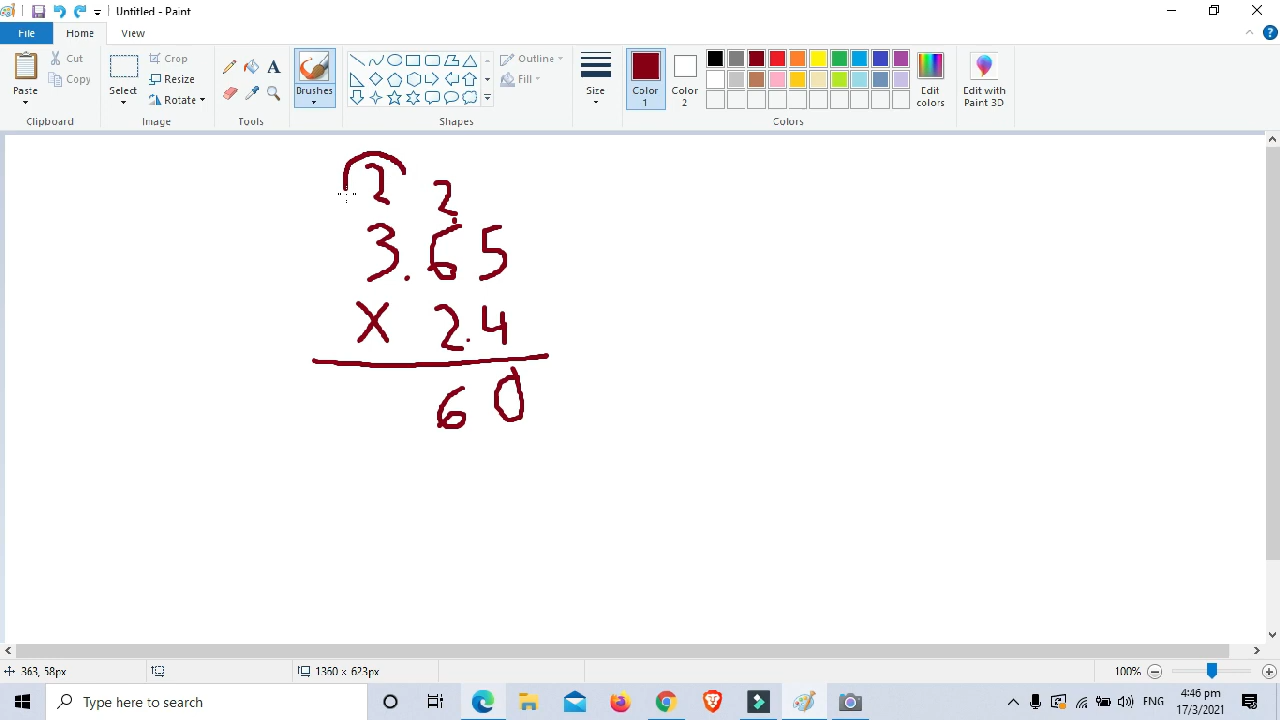 Untitled - Paint
File Home View
Paste Cut Copy
Select Crop Resize Rotate
A
Brushes
Outline Fill
Size
Color 1 Color 2
Edit colors
Edit with Paint 3D
Clipboard Image Tools Shapes Colors
2 2
3.65
X 2.4
60
363, 58px 1360 × 623px 100%
Type here to search
ENG
4:46 pm
17/3/2021